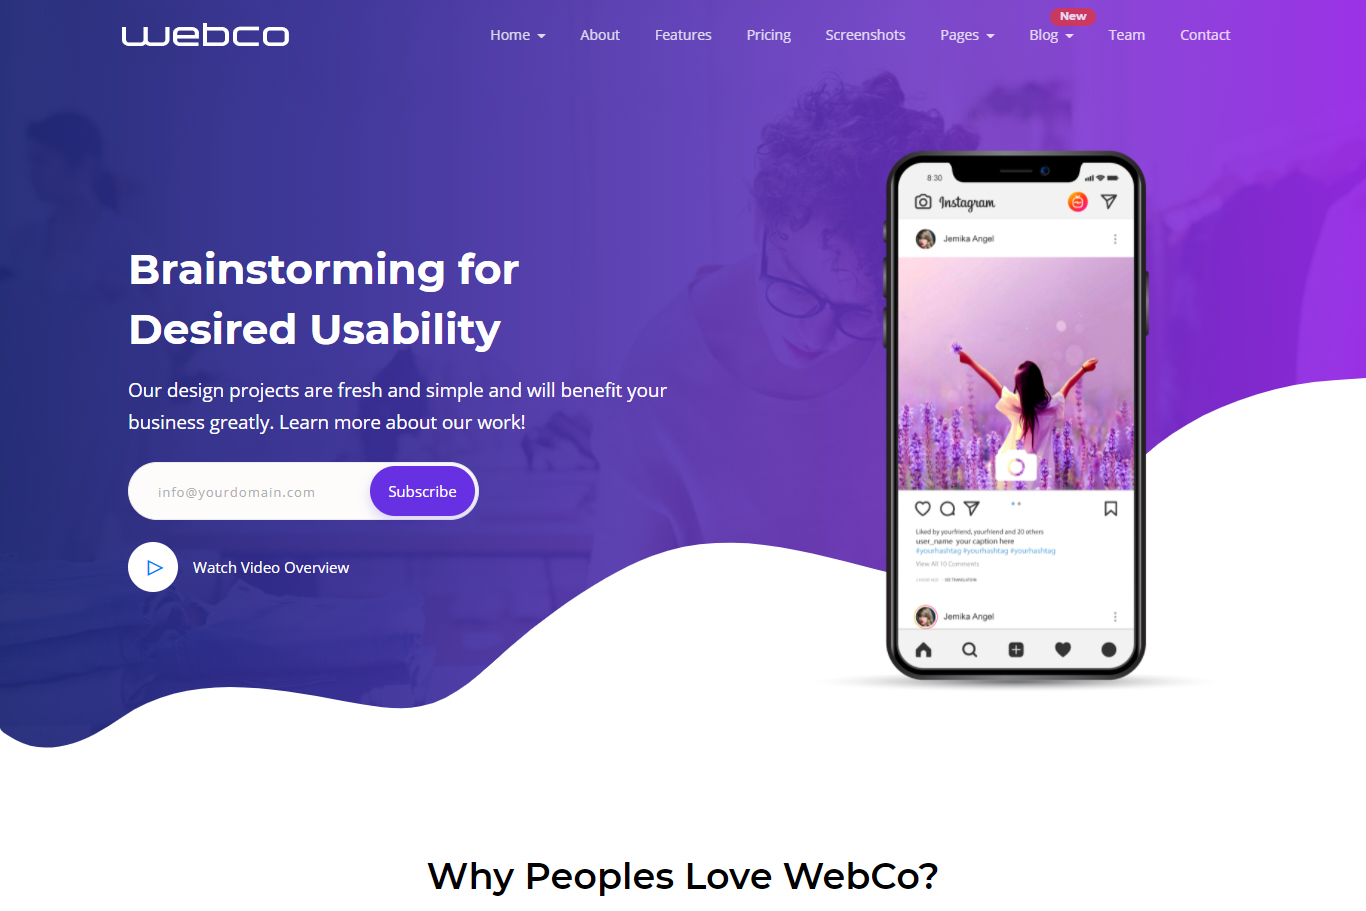 webco
Home
About
Features
Pricing
Screenshots
Pages
Blog
New
Team
Contact
Brainstorming for
Desired Usability
Our design projects are fresh and simple and will benefit your
business greatly. Learn more about our work!
info@yourdomain.com
Subscribe
Watch Video Overview
8.30
Instagram
Jemika Angel
Liked by yourfriend, yourfriend and 20 others
user_name your caption here
#yourhashtag #yourhashtag #yourhashtag
View All 10 Comments
SEE TRANSLATION
Jemika Angel
Why Peoples Love WebCo?